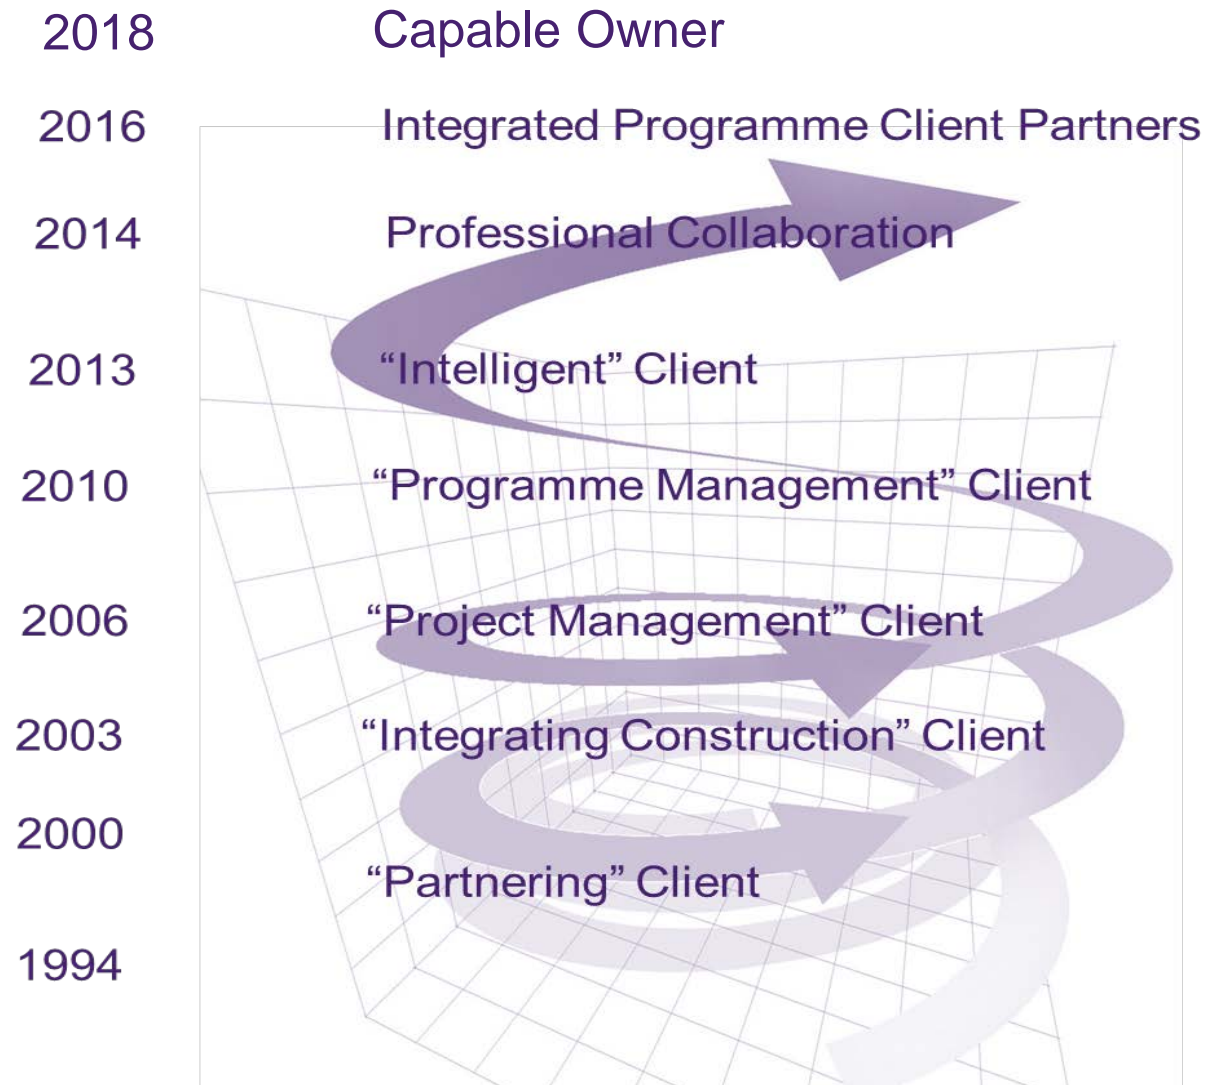 2018 Capable Owner
2016 Integrated Programme Client Partners
2014 Professional Collaboration
2013 “Intelligent” Client
2010 “Programme Management” Client
2006 “Project Management” Client
2003 “Integrating Construction” Client
2000
“Partnering” Client
1994